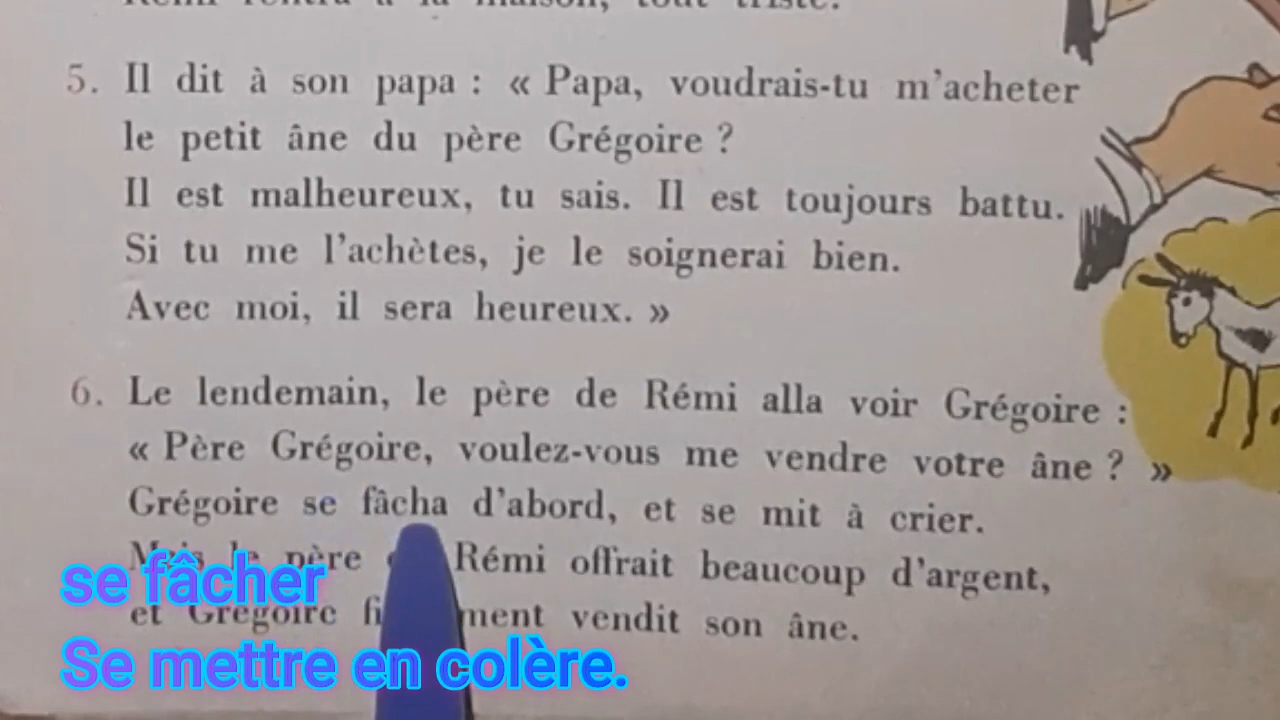 5. Il dit à son papa : « Papa, voudrais-tu m'acheter
le petit âne du père Grégoire ?
Il est malheureux, tu sais. Il est toujours battu.
Si tu me l'achètes, je le soignerai bien.
Avec moi, il sera heureux. »
6. Le lendemain, le père de Rémi alla voir Grégoire :
« Père Grégoire, voulez-vous me vendre votre âne ? »
Grégoire se fâcha d'abord, et se mit à crier.
Mais le père Rémi offrait beaucoup d'argent,
et Grégoire vendit son âne.
se fâcher
Se mettre en colère.